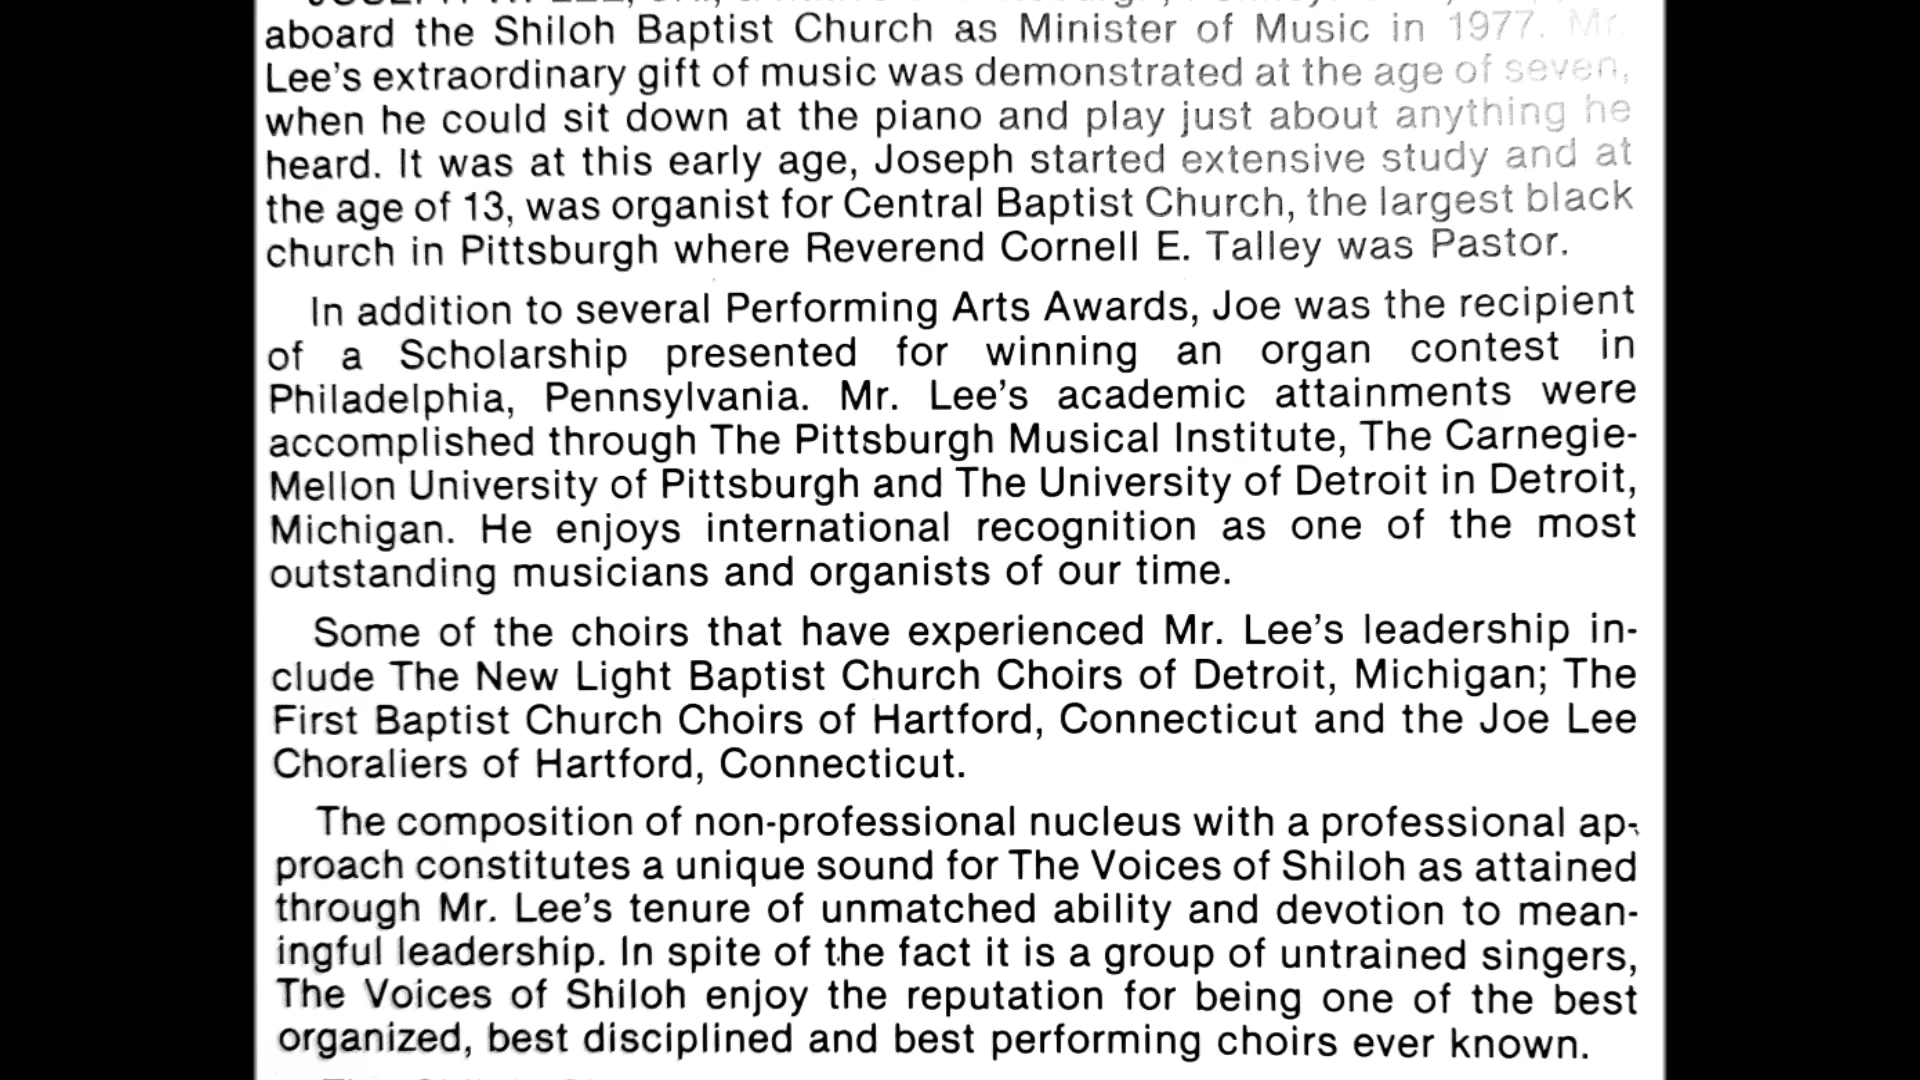 aboard the Shiloh Baptist Church as Minister of Music in 1977. Mr.
Lee's extraordinary gift of music was demonstrated at the age of seven,
when he could sit down at the piano and play just about anything he
heard. It was at this early age, Joseph started extensive study and at
the age of 13, was organist for Central Baptist Church, the largest black
church in Pittsburgh where Reverend Cornell E. Talley was Pastor.
In addition to several Performing Arts Awards, Joe was the recipient
of a Scholarship presented for winning an organ contest in
Philadelphia, Pennsylvania. Mr. Lee's academic attainments were
accomplished through The Pittsburgh Musical Institute, The Carnegie-
Mellon University of Pittsburgh and The University of Detroit in Detroit,
Michigan. He enjoys international recognition as one of the most
outstanding musicians and organists of our time.
Some of the choirs that have experienced Mr. Lee's leadership in-
clude The New Light Baptist Church Choirs of Detroit, Michigan; The
First Baptist Church Choirs of Hartford, Connecticut and the Joe Lee
Choraliers of Hartford, Connecticut.
The composition of non-professional nucleus with a professional ap-
proach constitutes a unique sound for The Voices of Shiloh as attained
through Mr. Lee's tenure of unmatched ability and devotion to mean-
ingful leadership. In spite of the fact it is a group of untrained singers,
The Voices of Shiloh enjoy the reputation for being one of the best
organized, best disciplined and best performing choirs ever known.